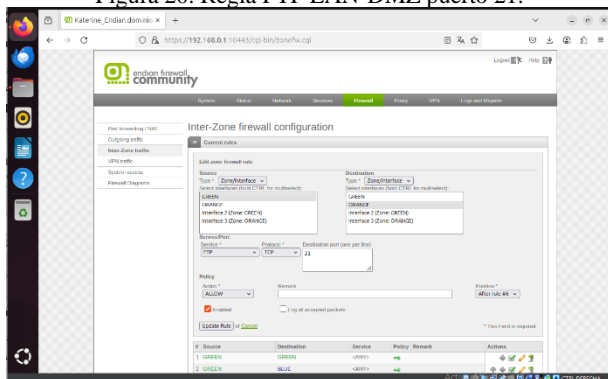 Figura 20. Regla FTP LAN-DMZ puerto 21.
Katerine_Endian.dominio
https://192.168.0.1:10443/cgi-bin/zonefw.cgi
Logout Help
endian firewall
community
System Status Network Services Firewall Proxy VPN Logs and Reports
Port forwarding / NAT
Outgoing traffic
Inter-Zone traffic
VPN traffic
System access
Firewall Diagrams
Inter-Zone firewall configuration
Current rules
Edit zone firewall rule
Source Destination
Type * Zone/Interface Type * Zone/Interface
Select interfaces (hold CTRL for multiselect) Select interfaces (hold CTRL for multiselect)
GREEN GREEN
ORANGE ORANGE
Interface 2 (Zone: GREEN) Interface 2 (Zone: GREEN)
Interface 3 (Zone: ORANGE) Interface 3 (Zone: ORANGE)
Service/Port
Service * Protocol * Destination port (one per line)
FTP TCP 21
Policy
Action * Remark Position *
ALLOW After rule #6
Enabled Log all accepted packets
Update Rule or Cancel * This Field is required.
# Source Destination Service Policy Remark Actions
1 GREEN GREEN <ANY>
2 GREEN BLUE <ANY>
CTRL DERECHA